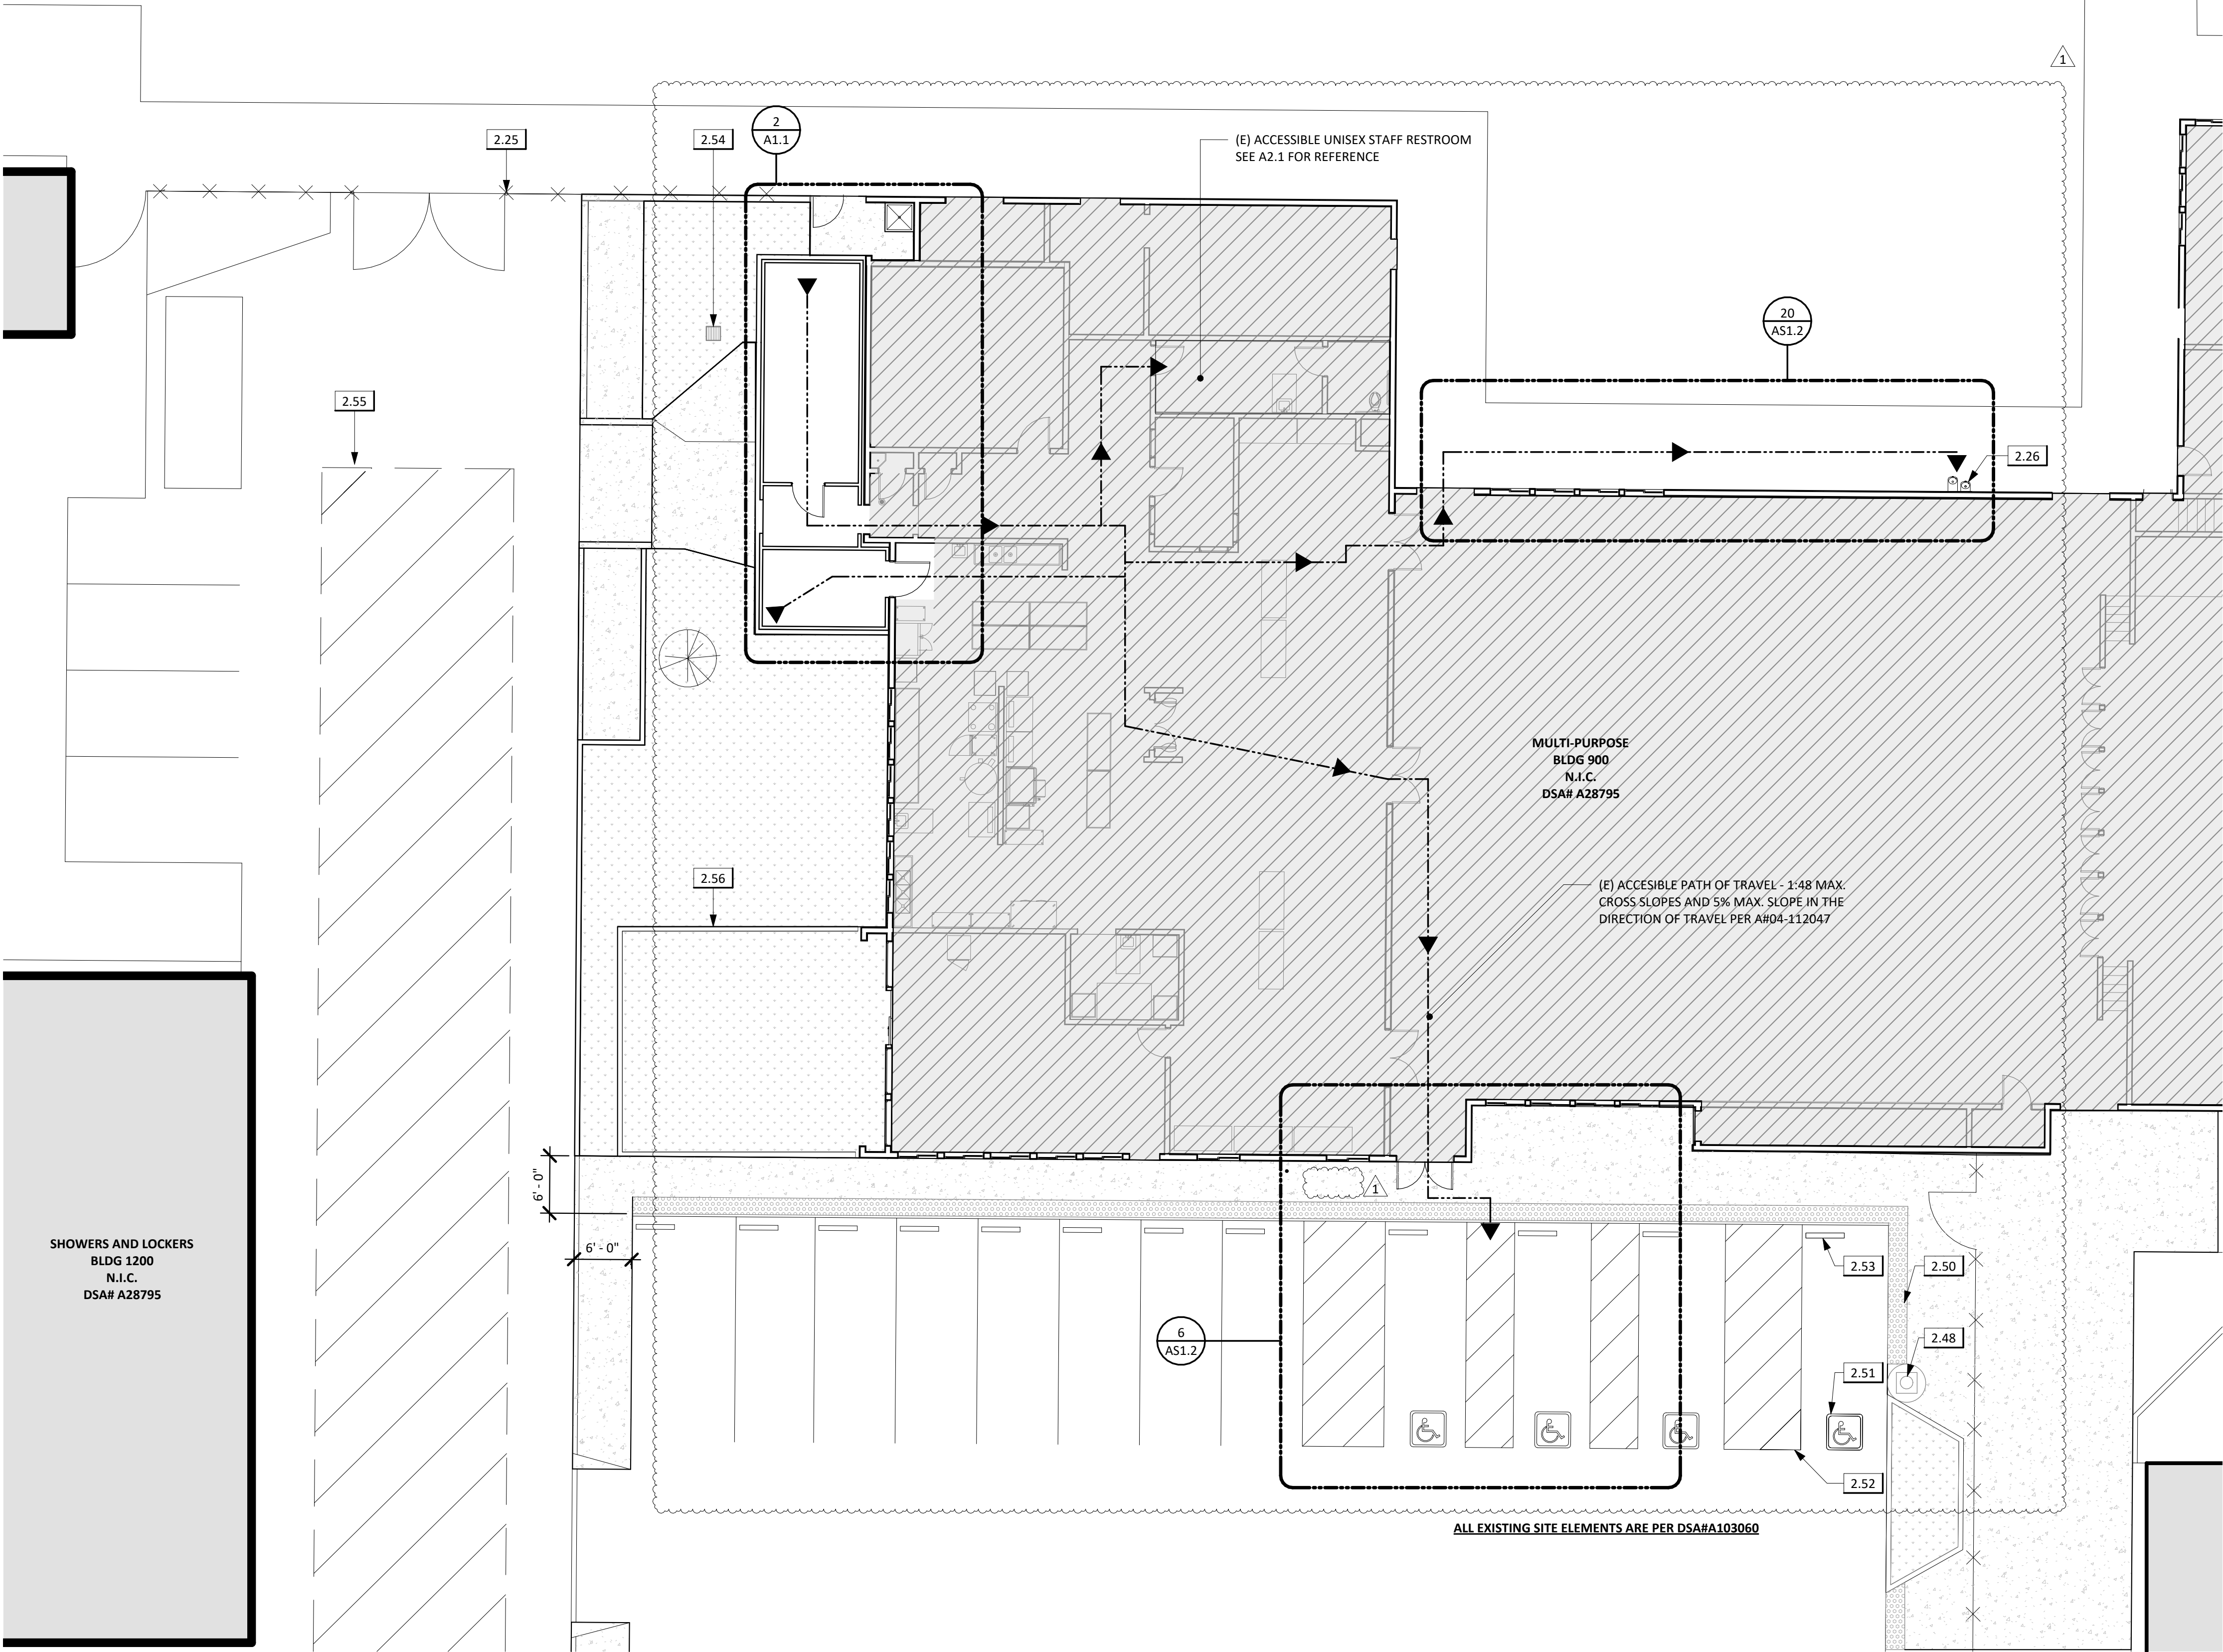 1
2
A1.1
2.25
2.54
(E) ACCESSIBLE UNISEX STAFF RESTROOM
SEE A2.1 FOR REFERENCE
20
AS1.2
2.55
2.26
MULTI-PURPOSE
BLDG 900
N.I.C.
DSA# A28795
2.56
(E) ACCESIBLE PATH OF TRAVEL - 1:48 MAX.
CROSS SLOPES AND 5% MAX. SLOPE IN THE
DIRECTION OF TRAVEL PER A#04-112047
6' - 0"
1
SHOWERS AND LOCKERS
BLDG 1200
N.I.C.
DSA# A28795
6' - 0"
2.53
2.50
6
AS1.2
2.48
2.51
2.52
ALL EXISTING SITE ELEMENTS ARE PER DSA#A103060